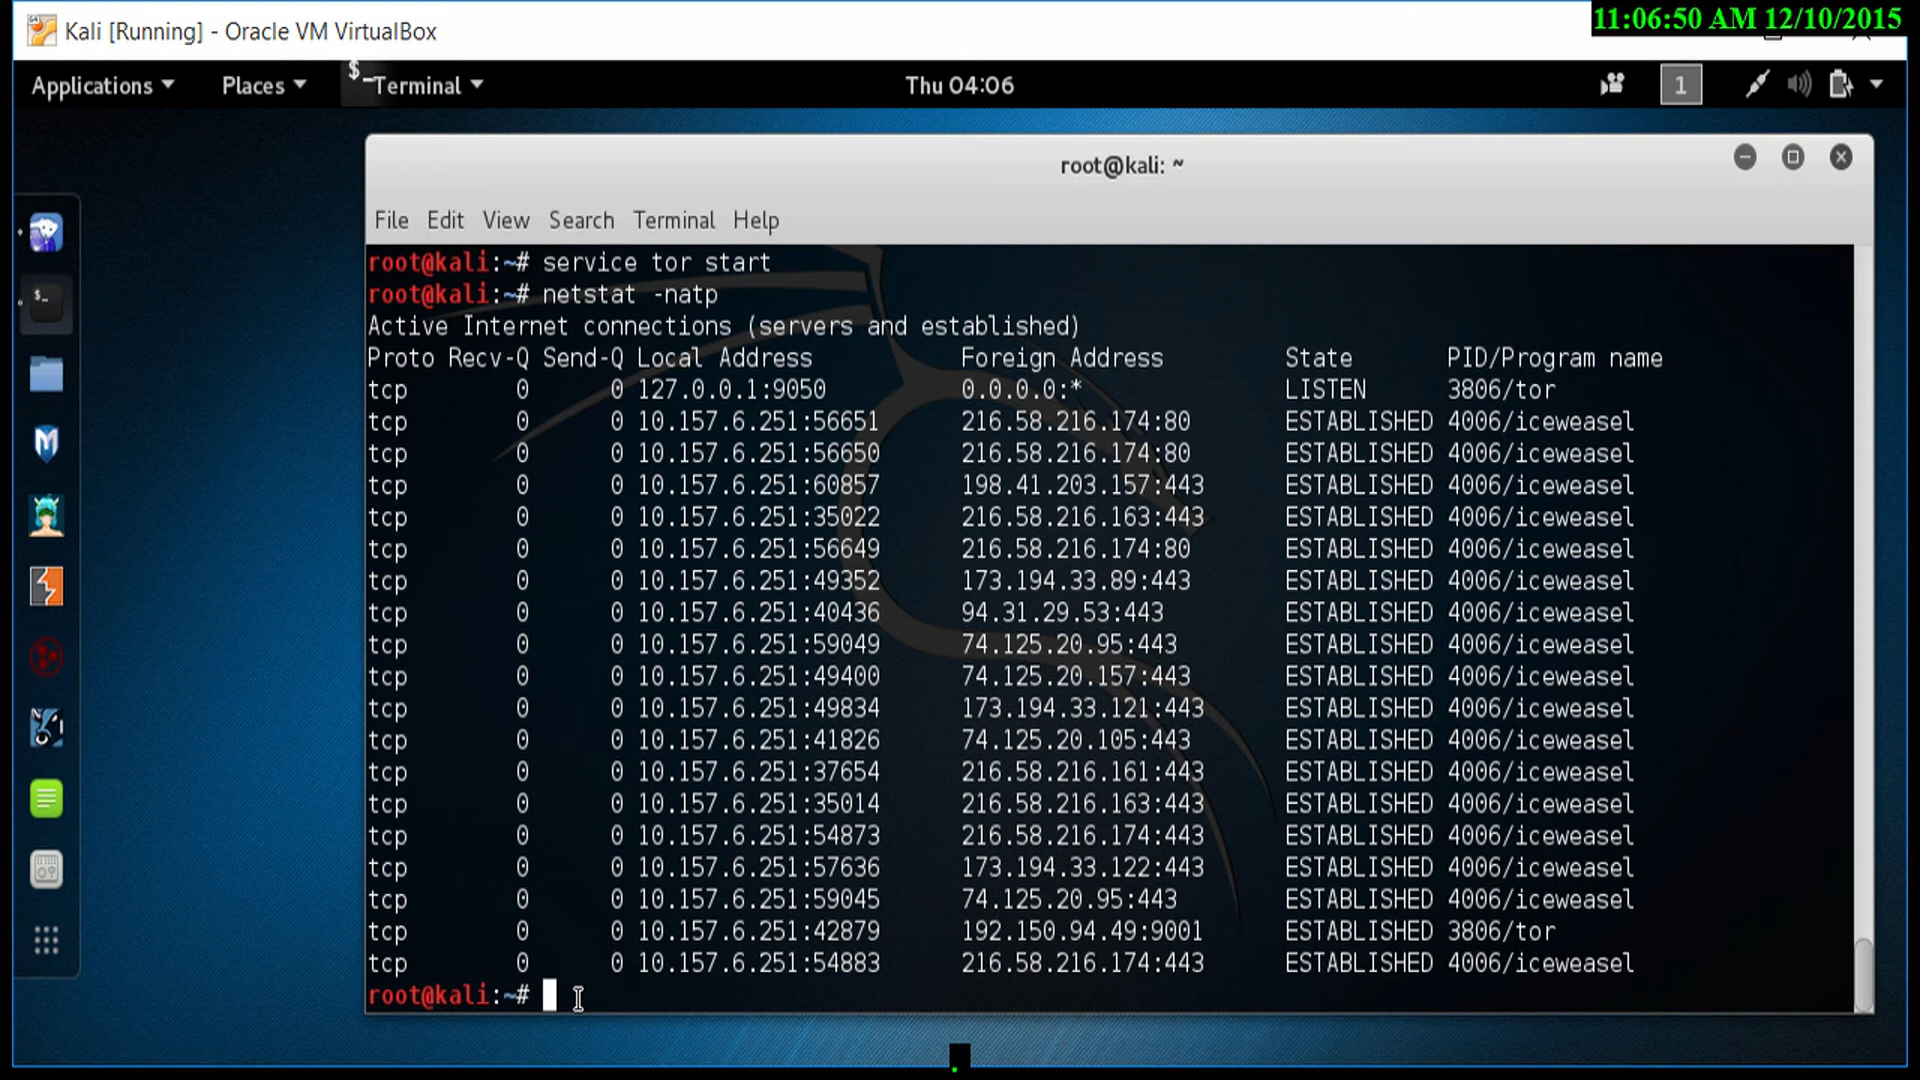 Kali [Running] - Oracle VM VirtualBox
11:06:50 AM 12/10/2015
Applications Places Terminal Thu 04:06 1
root@kali: ~
File Edit View Search Terminal Help
root@kali:~# service tor start
root@kali:~# netstat -natp
Active Internet connections (servers and established)
Proto Recv-Q Send-Q Local Address Foreign Address State PID/Program name
tcp 0 0 127.0.0.1:9050 0.0.0.0:* LISTEN 3806/tor
tcp 0 0 10.157.6.251:56651 216.58.216.174:80 ESTABLISHED 4006/iceweasel
tcp 0 0 10.157.6.251:56650 216.58.216.174:80 ESTABLISHED 4006/iceweasel
tcp 0 0 10.157.6.251:60857 198.41.203.157:443 ESTABLISHED 4006/iceweasel
tcp 0 0 10.157.6.251:35022 216.58.216.163:443 ESTABLISHED 4006/iceweasel
tcp 0 0 10.157.6.251:56649 216.58.216.174:80 ESTABLISHED 4006/iceweasel
tcp 0 0 10.157.6.251:49352 173.194.33.89:443 ESTABLISHED 4006/iceweasel
tcp 0 0 10.157.6.251:40436 94.31.29.53:443 ESTABLISHED 4006/iceweasel
tcp 0 0 10.157.6.251:59049 74.125.20.95:443 ESTABLISHED 4006/iceweasel
tcp 0 0 10.157.6.251:49400 74.125.20.157:443 ESTABLISHED 4006/iceweasel
tcp 0 0 10.157.6.251:49834 173.194.33.121:443 ESTABLISHED 4006/iceweasel
tcp 0 0 10.157.6.251:41826 74.125.20.105:443 ESTABLISHED 4006/iceweasel
tcp 0 0 10.157.6.251:37654 216.58.216.161:443 ESTABLISHED 4006/iceweasel
tcp 0 0 10.157.6.251:35014 216.58.216.163:443 ESTABLISHED 4006/iceweasel
tcp 0 0 10.157.6.251:54873 216.58.216.174:443 ESTABLISHED 4006/iceweasel
tcp 0 0 10.157.6.251:57636 173.194.33.122:443 ESTABLISHED 4006/iceweasel
tcp 0 0 10.157.6.251:59045 74.125.20.95:443 ESTABLISHED 4006/iceweasel
tcp 0 0 10.157.6.251:42879 192.150.94.49:9001 ESTABLISHED 3806/tor
tcp 0 0 10.157.6.251:54883 216.58.216.174:443 ESTABLISHED 4006/iceweasel
root@kali:~#